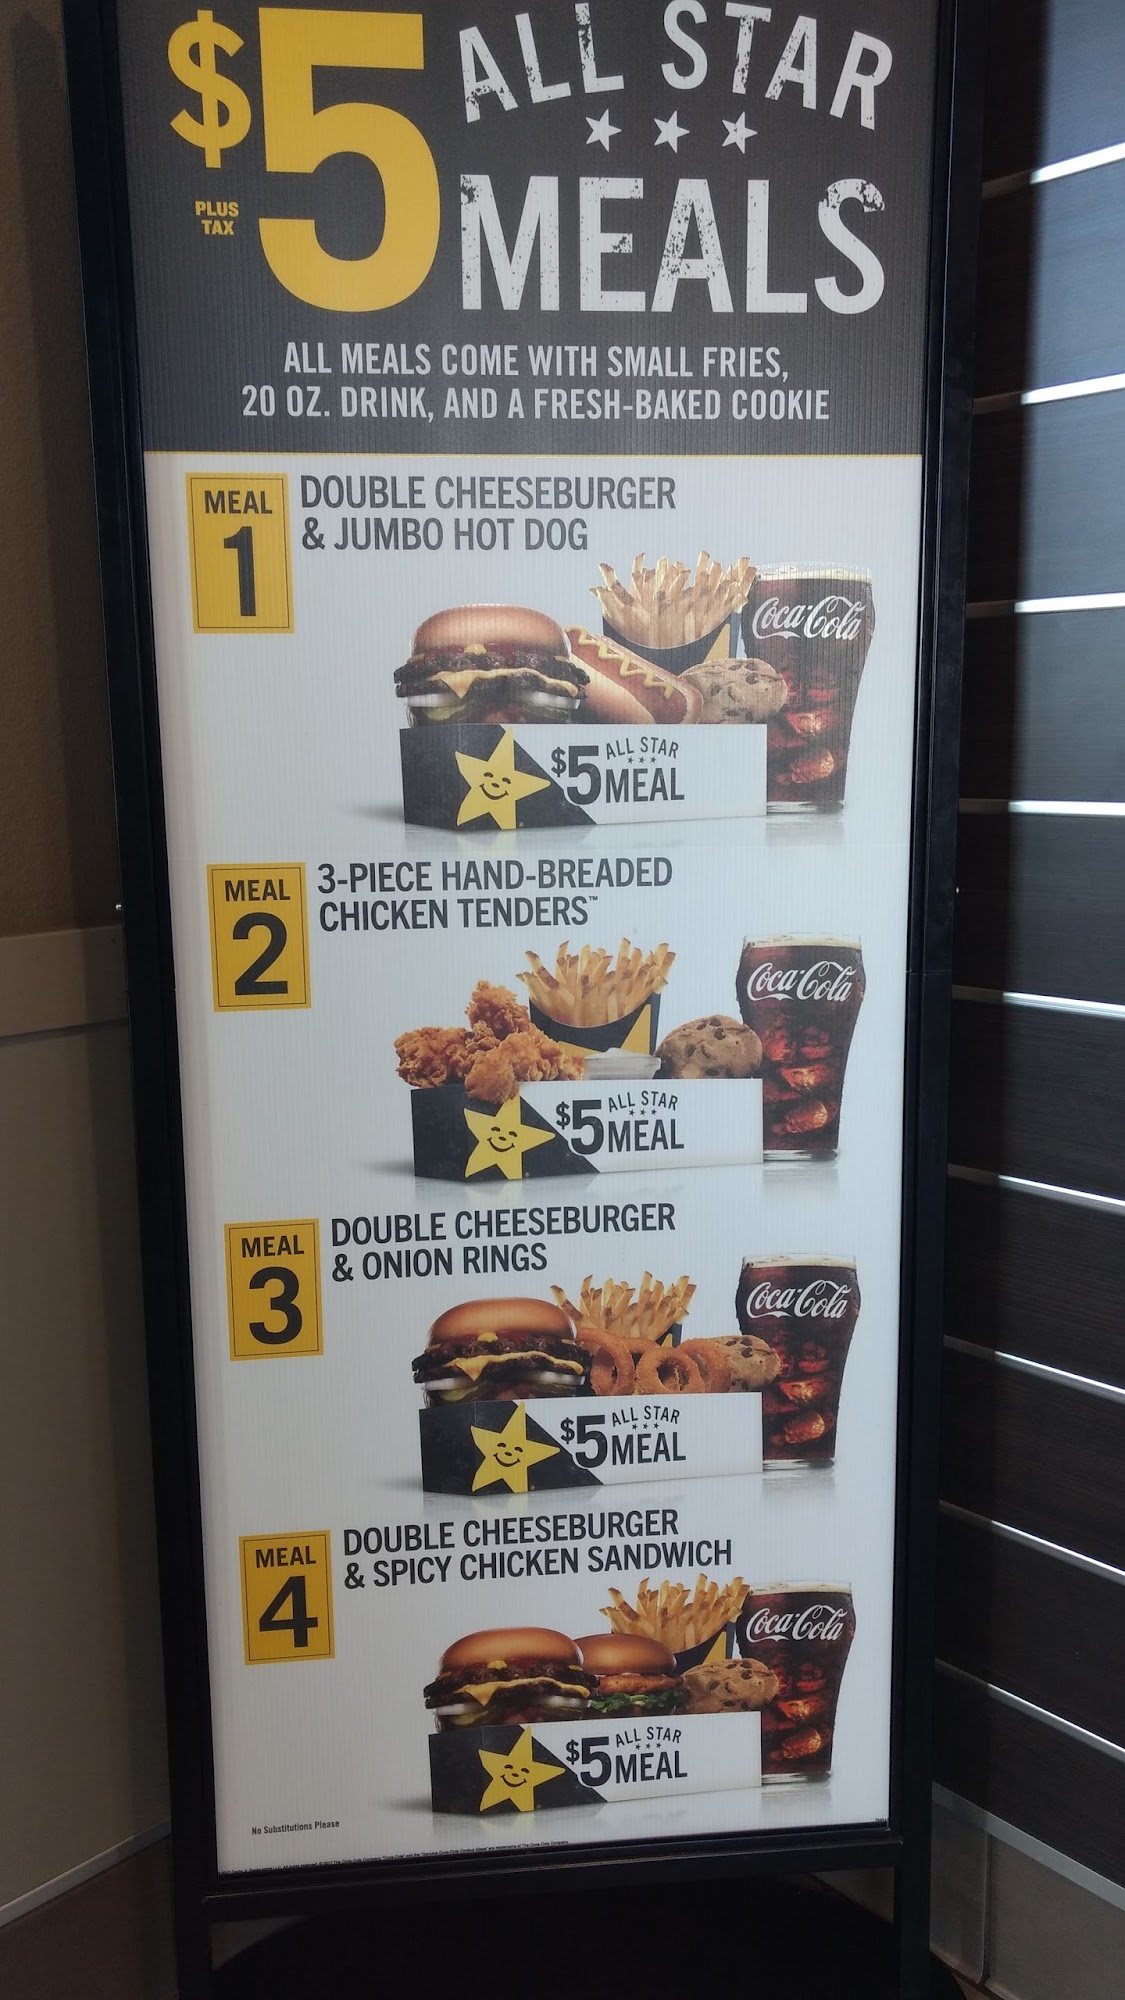 $5 ALL STAR
PLUS
TAX
MEALS
ALL MEALS COME WITH SMALL FRIES,
20 OZ. DRINK, AND A FRESH-BAKED COOKIE
MEAL
1
DOUBLE CHEESEBURGER
& JUMBO HOT DOG
Coca-Cola
$5 ALL STAR
MEAL
MEAL
2
3-PIECE HAND-BREADED
CHICKEN TENDERS™
Coca-Cola
$5 ALL STAR
MEAL
MEAL
3
DOUBLE CHEESEBURGER
& ONION RINGS
Coca-Cola
$5 ALL STAR
MEAL
MEAL
4
DOUBLE CHEESEBURGER
& SPICY CHICKEN SANDWICH
Coca-Cola
$5 ALL STAR
MEAL
No Substitutions Please